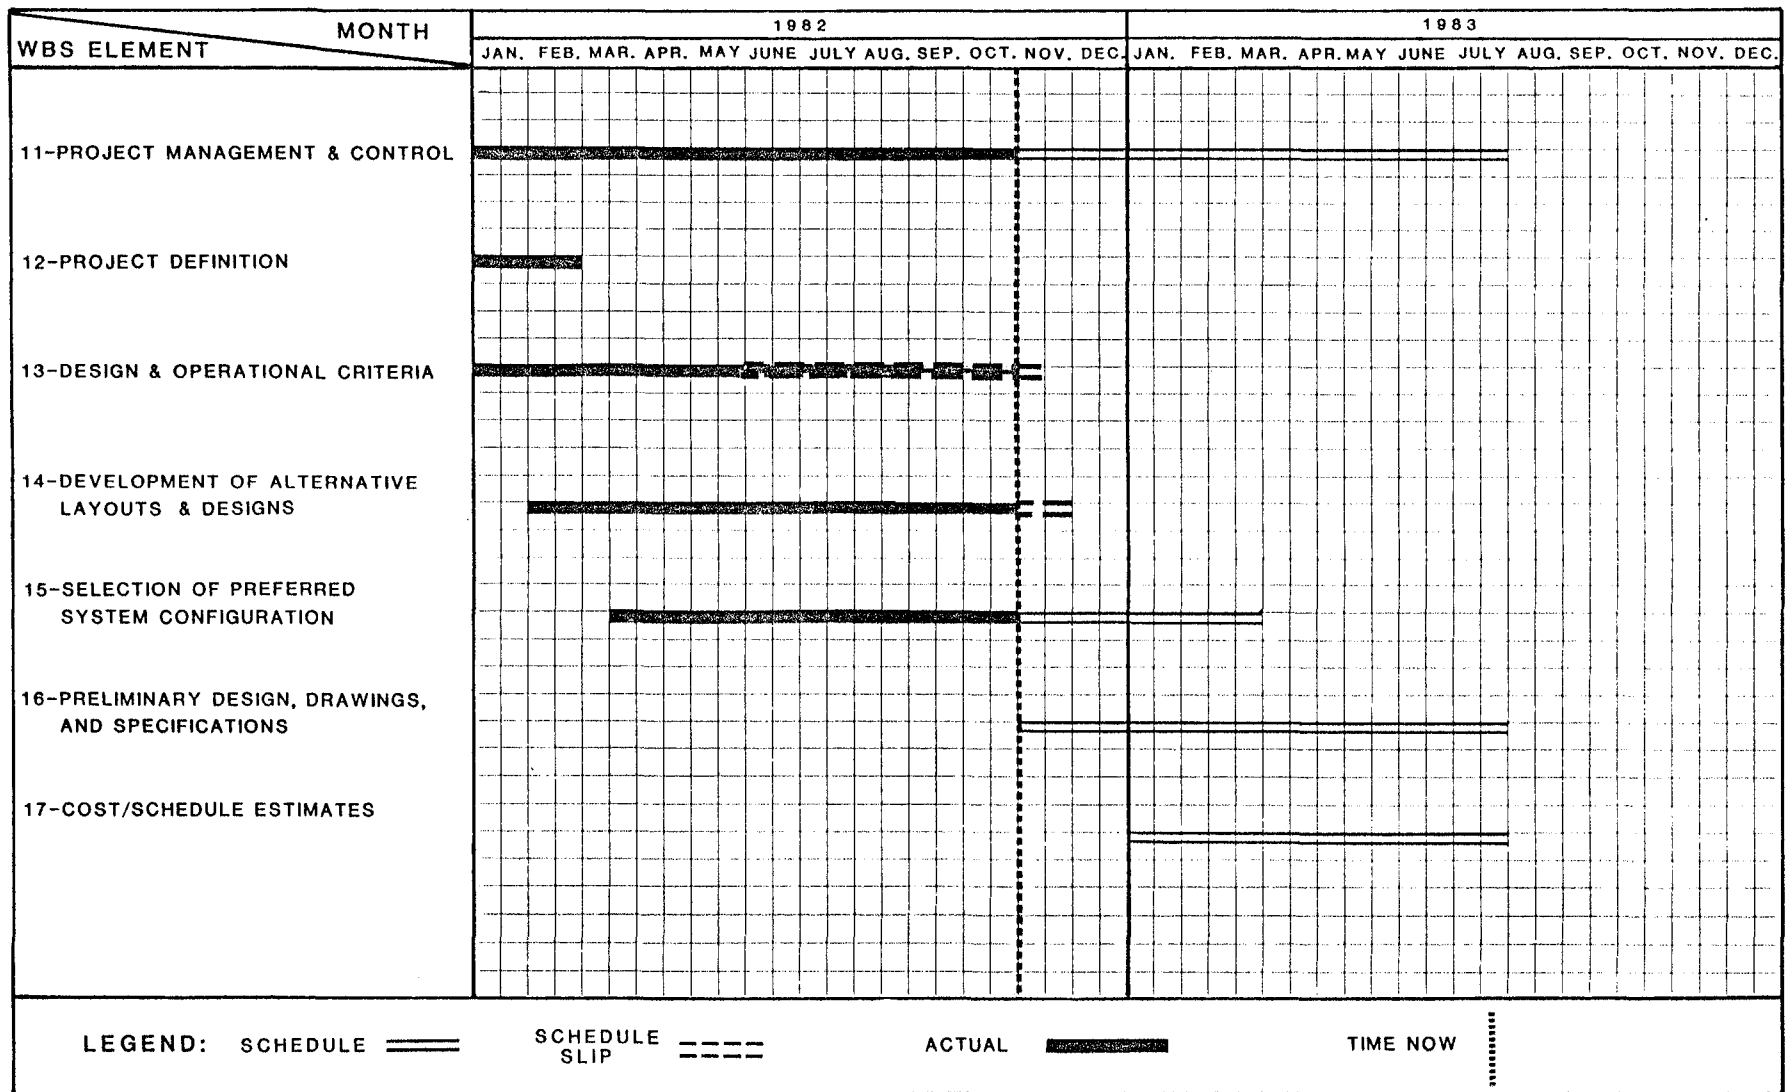 MONTH
WBS ELEMENT
1982
1983
JAN. FEB. MAR. APR. MAY JUNE JULY AUG. SEP. OCT. NOV. DEC. JAN. FEB. MAR. APR. MAY JUNE JULY AUG. SEP. OCT. NOV. DEC.
11-PROJECT MANAGEMENT & CONTROL
12-PROJECT DEFINITION
13-DESIGN & OPERATIONAL CRITERIA
14-DEVELOPMENT OF ALTERNATIVE
LAYOUTS & DESIGNS
15-SELECTION OF PREFERRED
SYSTEM CONFIGURATION
16-PRELIMINARY DESIGN, DRAWINGS,
AND SPECIFICATIONS
17-COST/SCHEDULE ESTIMATES
LEGEND: SCHEDULE
SCHEDULE
SLIP
ACTUAL
TIME NOW